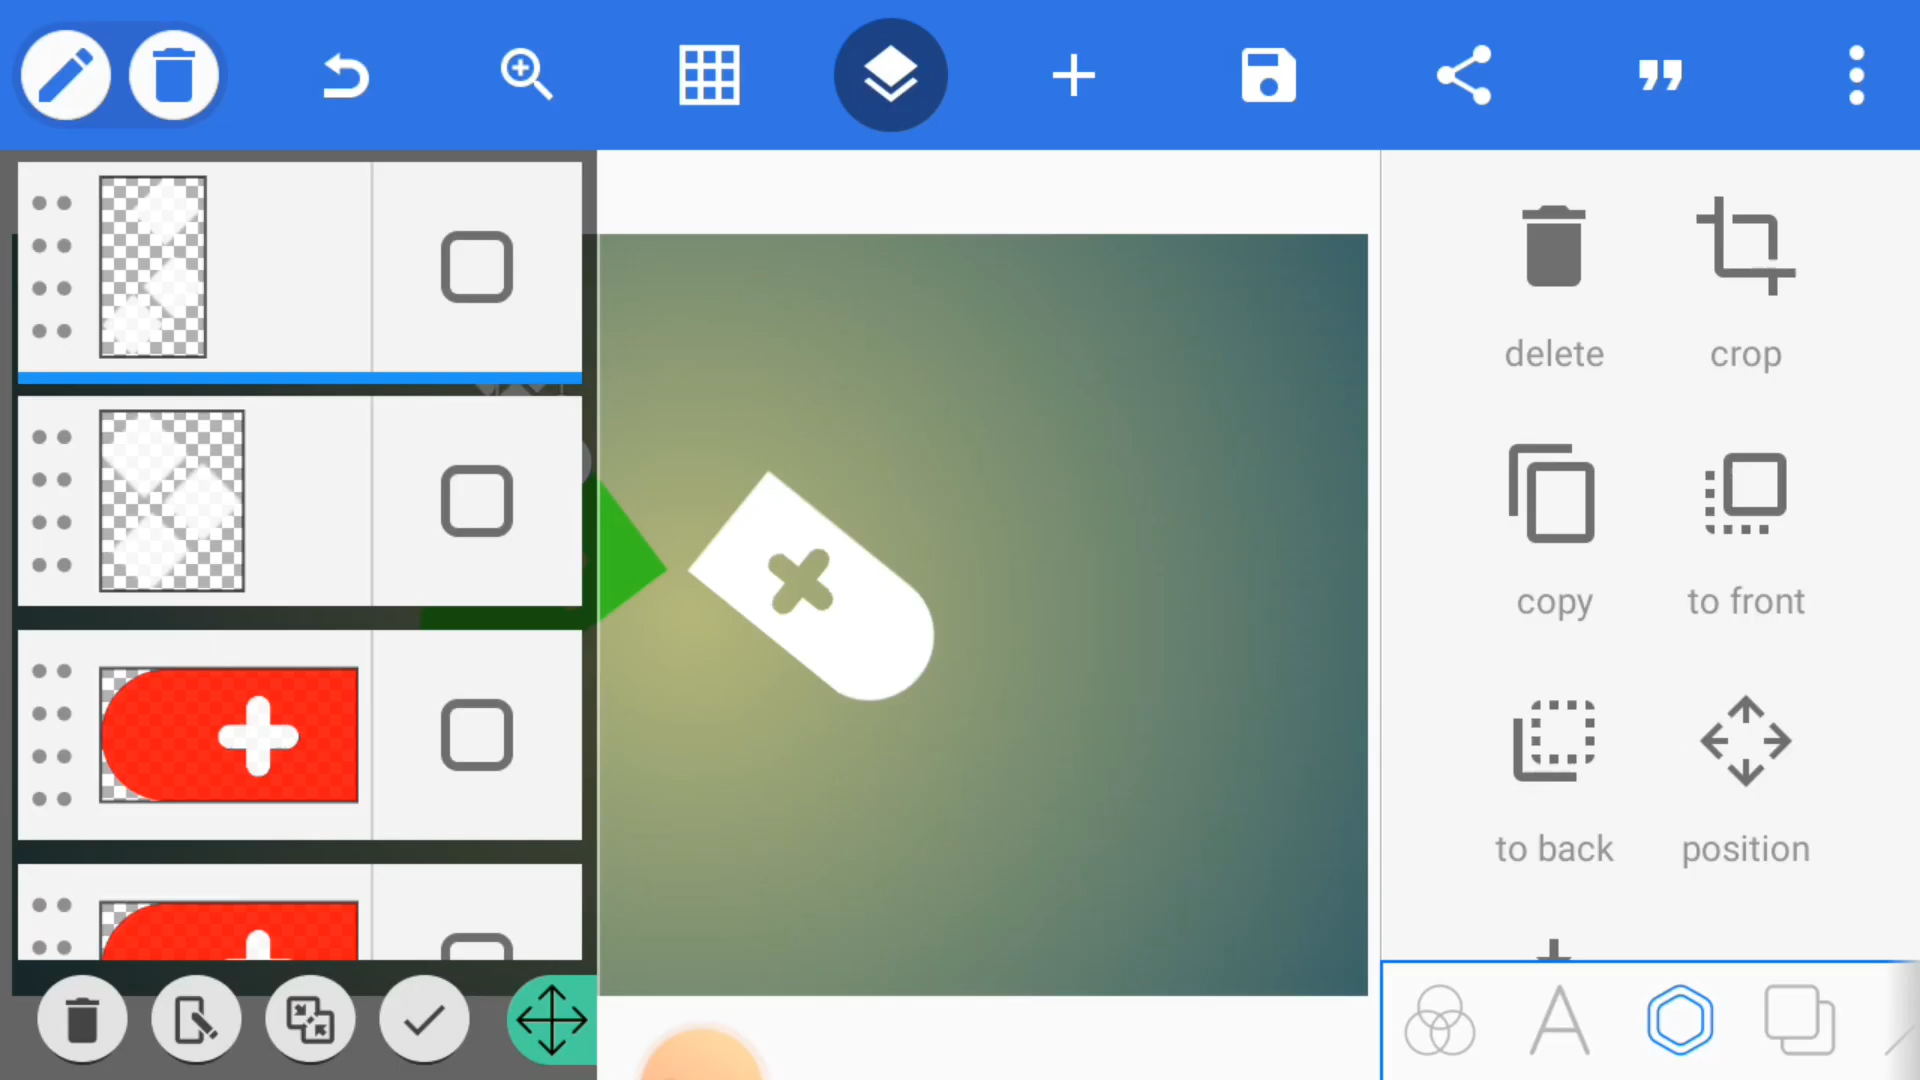 delete
crop
copy
to front
to back
position